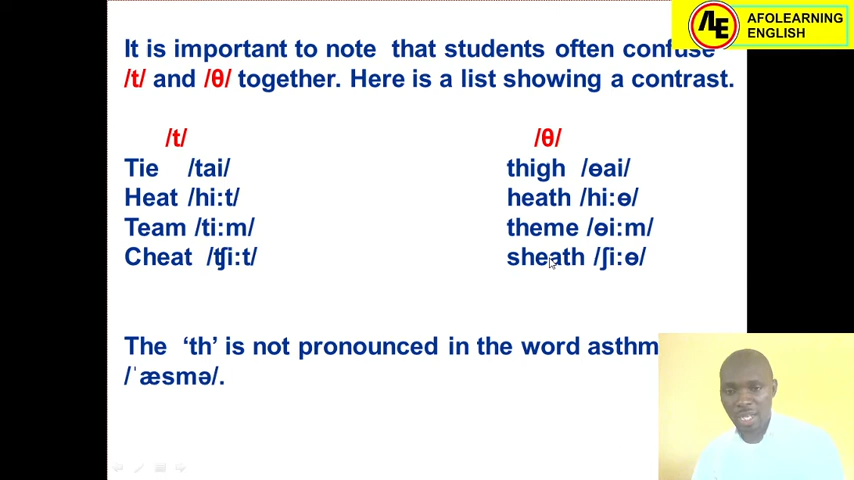 It is important to note that students often confuse
/t/ and /θ/ together. Here is a list showing a contrast.
/t/ /θ/
Tie /tai/ thigh /ɵai/
Heat /hi:t/ heath /hi:ɵ/
Team /ti:m/ theme /ɵi:m/
Cheat /ʧi:t/ sheath /ʃi:ɵ/
The ‘th’ is not pronounced in the word asthm
/ˈæsmə/.
AFOLEARNING
ENGLISH